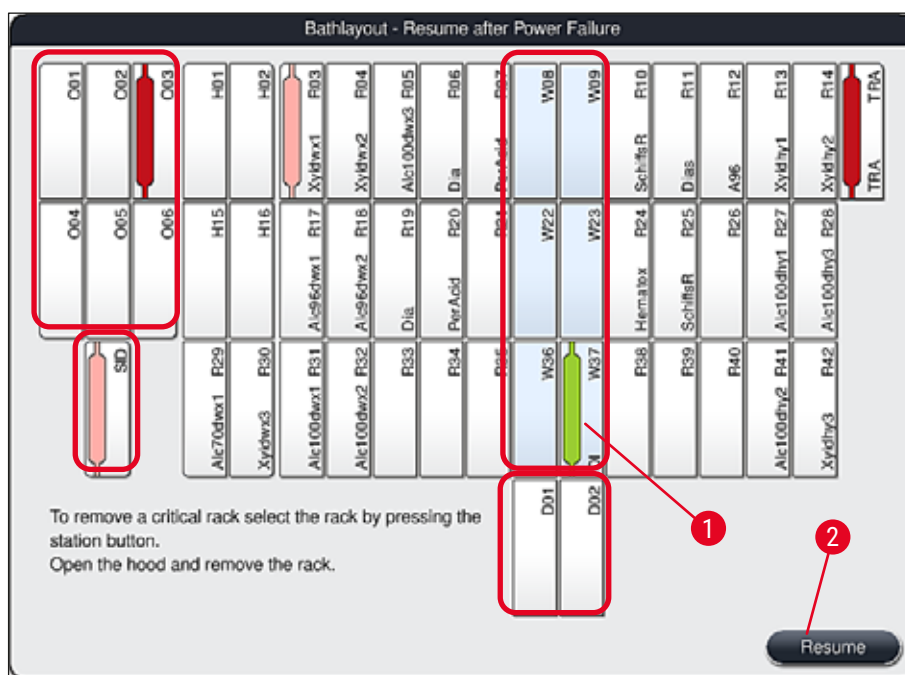 Bathlayout - Resume after Power Failure
O01
O02
O03
H01
H02
Xyldwx1 R03
Xyldwx2 R04
Alc100dwx3 R05
Dia R06
PerAcid R07
W08
W09
SchiffsR R10
Dias R11
A96 R12
Xyldhy1 R13
Xyldhy2 R14
TRA TRA
O04
O05
O06
H15
H16
Alc96dwx1 R17
Alc96dwx2 R18
Dia R19
PerAcid R20
R21
W22
W23
Hematox R24
SchiffsR R25
R26
Alc100dhy1 R27
Alc100dhy3 R28
SID
Alc70dwx1 R29
Xyldwx3 R30
Alc100dwx1 R31
Alc100dwx2 R32
R33
R34
R35
W36
DI W37
R38
R39
R40
Alc100dhy2 R41
Xyldhy3 R42
D01
D02
1
To remove a critical rack select the rack by pressing the
station button.
Open the hood and remove the rack.
2
Resume